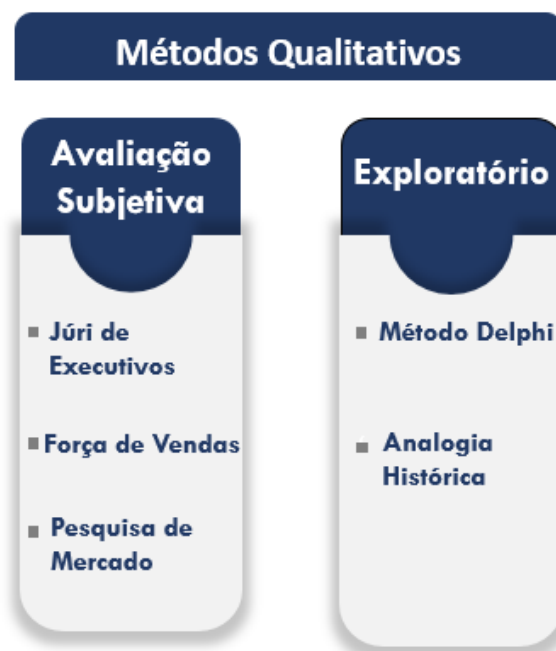 Métodos Qualitativos
Avaliação
Subjetiva
Júri de
Executivos
Força de Vendas
Pesquisa de
Mercado
Exploratório
Método Delphi
Analogia
Histórica